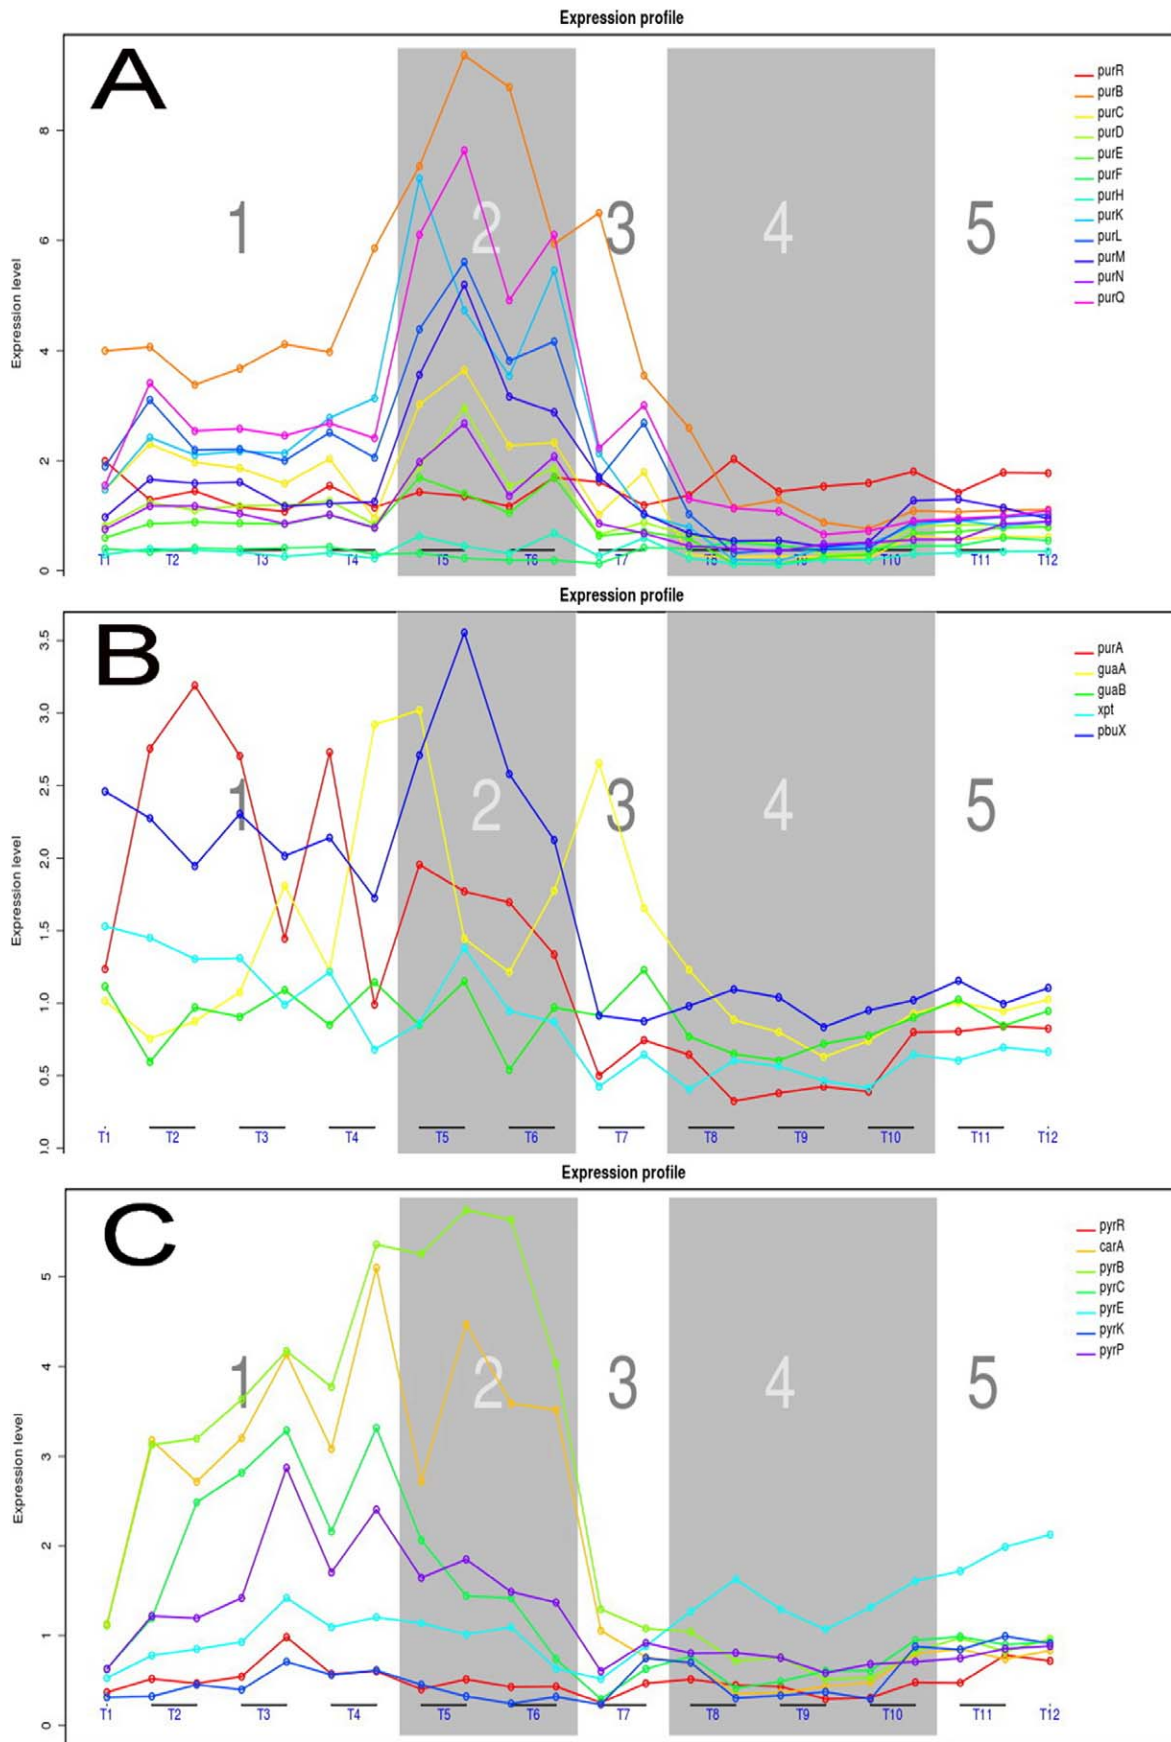 Expression profile
A
purR
purB
purC
purD
purE
purF
purH
purK
purL
purM
purN
purQ
8
6
4
2
0
Expression level
1 2 3 4 5
T1 T2 T3 T4 T5 T6 T7 T8 T9 T10 T11 T12
Expression profile
B
purA
guaA
guaB
xpt
pbuX
3.5
3.0
2.5
2.0
1.5
1.0
0.5
Expression level
1 2 3 4 5
T1 T2 T3 T4 T5 T6 T7 T8 T9 T10 T11 T12
Expression profile
C
pyrR
carA
pyrB
pyrC
pyrE
pyrK
pyrP
5
4
3
2
1
0
Expression level
1 2 3 4 5
T1 T2 T3 T4 T5 T6 T7 T8 T9 T10 T11 T12